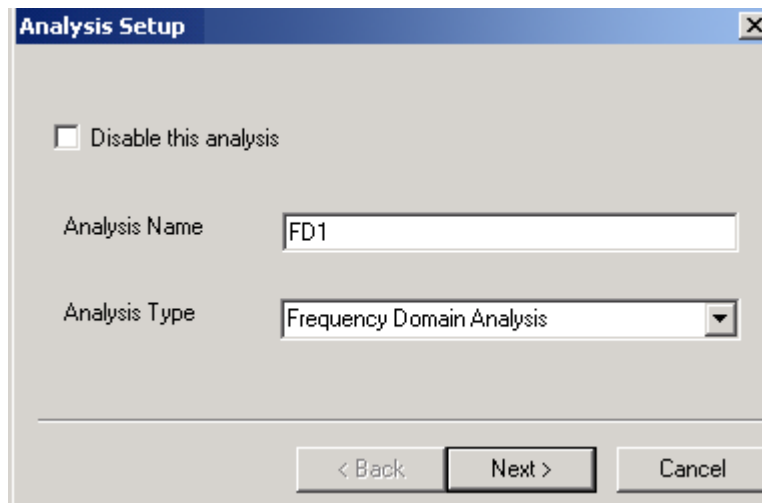 Analysis Setup
Disable this analysis
Analysis Name FD1
Analysis Type Frequency Domain Analysis
< Back Next > Cancel